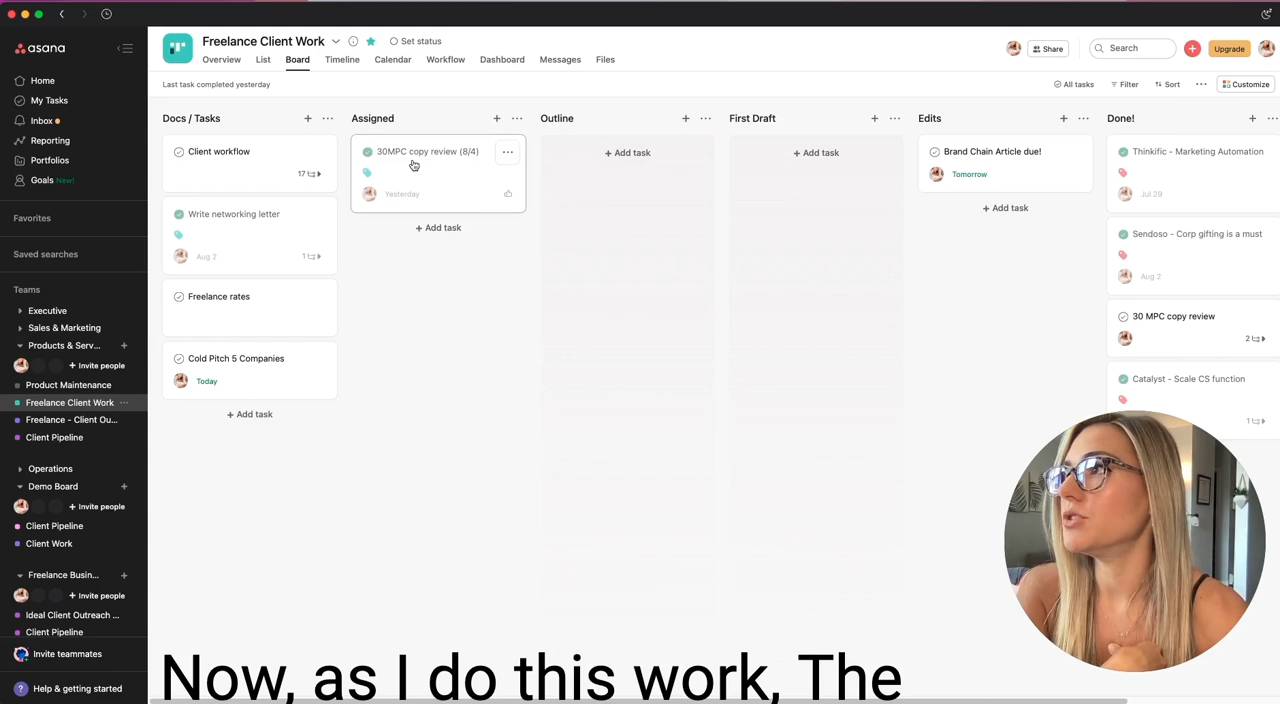 asana
Home
My Tasks
Inbox
Reporting
Portfolios
Goals New!
Favorites
Saved searches
Teams
Executive
Sales & Marketing
Products & Serv...
+ Invite people
Product Maintenance
Freelance Client Work ...
Freelance - Client Ou...
Client Pipeline
Operations
Demo Board
+ Invite people
Client Pipeline
Client Work
Freelance Busin...
+ Invite people
Ideal Client Outreach ...
Client Pipeline
Invite teammates
? Help & getting started
Freelance Client Work
Set status
Share
Search
Upgrade
Overview List Board Timeline Calendar Workflow Dashboard Messages Files
Last task completed yesterday
All tasks Filter Sort ... Customize
Docs / Tasks + ...
Client workflow
17
Write networking letter
Aug 2
1
Freelance rates
Cold Pitch 5 Companies
Today
+ Add task
Assigned + ...
30MPC copy review (8/4) ...
Yesterday
+ Add task
Outline + ...
+ Add task
First Draft + ...
+ Add task
Edits + ...
Brand Chain Article due!
Tomorrow
+ Add task
Done! + ...
Thinkific - Marketing Automation
Jul 29
Sendoso - Corp gifting is a must
Aug 2
30 MPC copy review
2
Catalyst - Scale CS function
1
Now, as I do this work, The